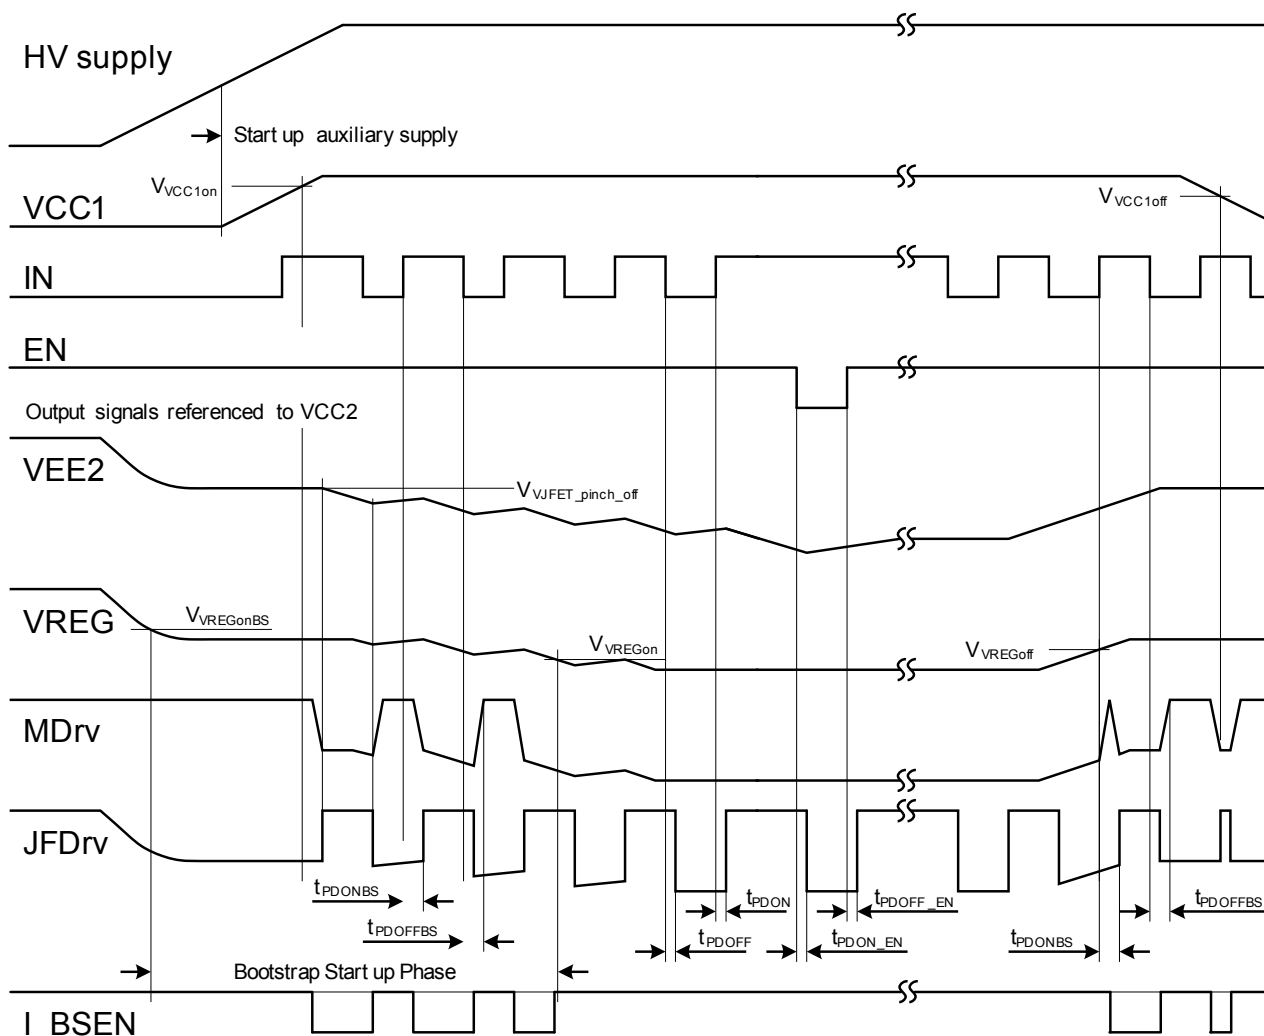 HV supply
Start up auxiliary supply
VVCC1on
VVCC1off
VCC1
IN
EN
Output signals referenced to VCC2
VEE2
VVJFET_pinch_off
VREG
VVREGonBS
VVREGon
VVREGoff
MDrv
JFDrv
tPDONBS
tPDON
tPDOFF_EN
tPDOFFBS
tPDOFFBS
tPDOFF
tPDON_EN
tPDONBS
Bootstrap Start up Phase
I_BSEN